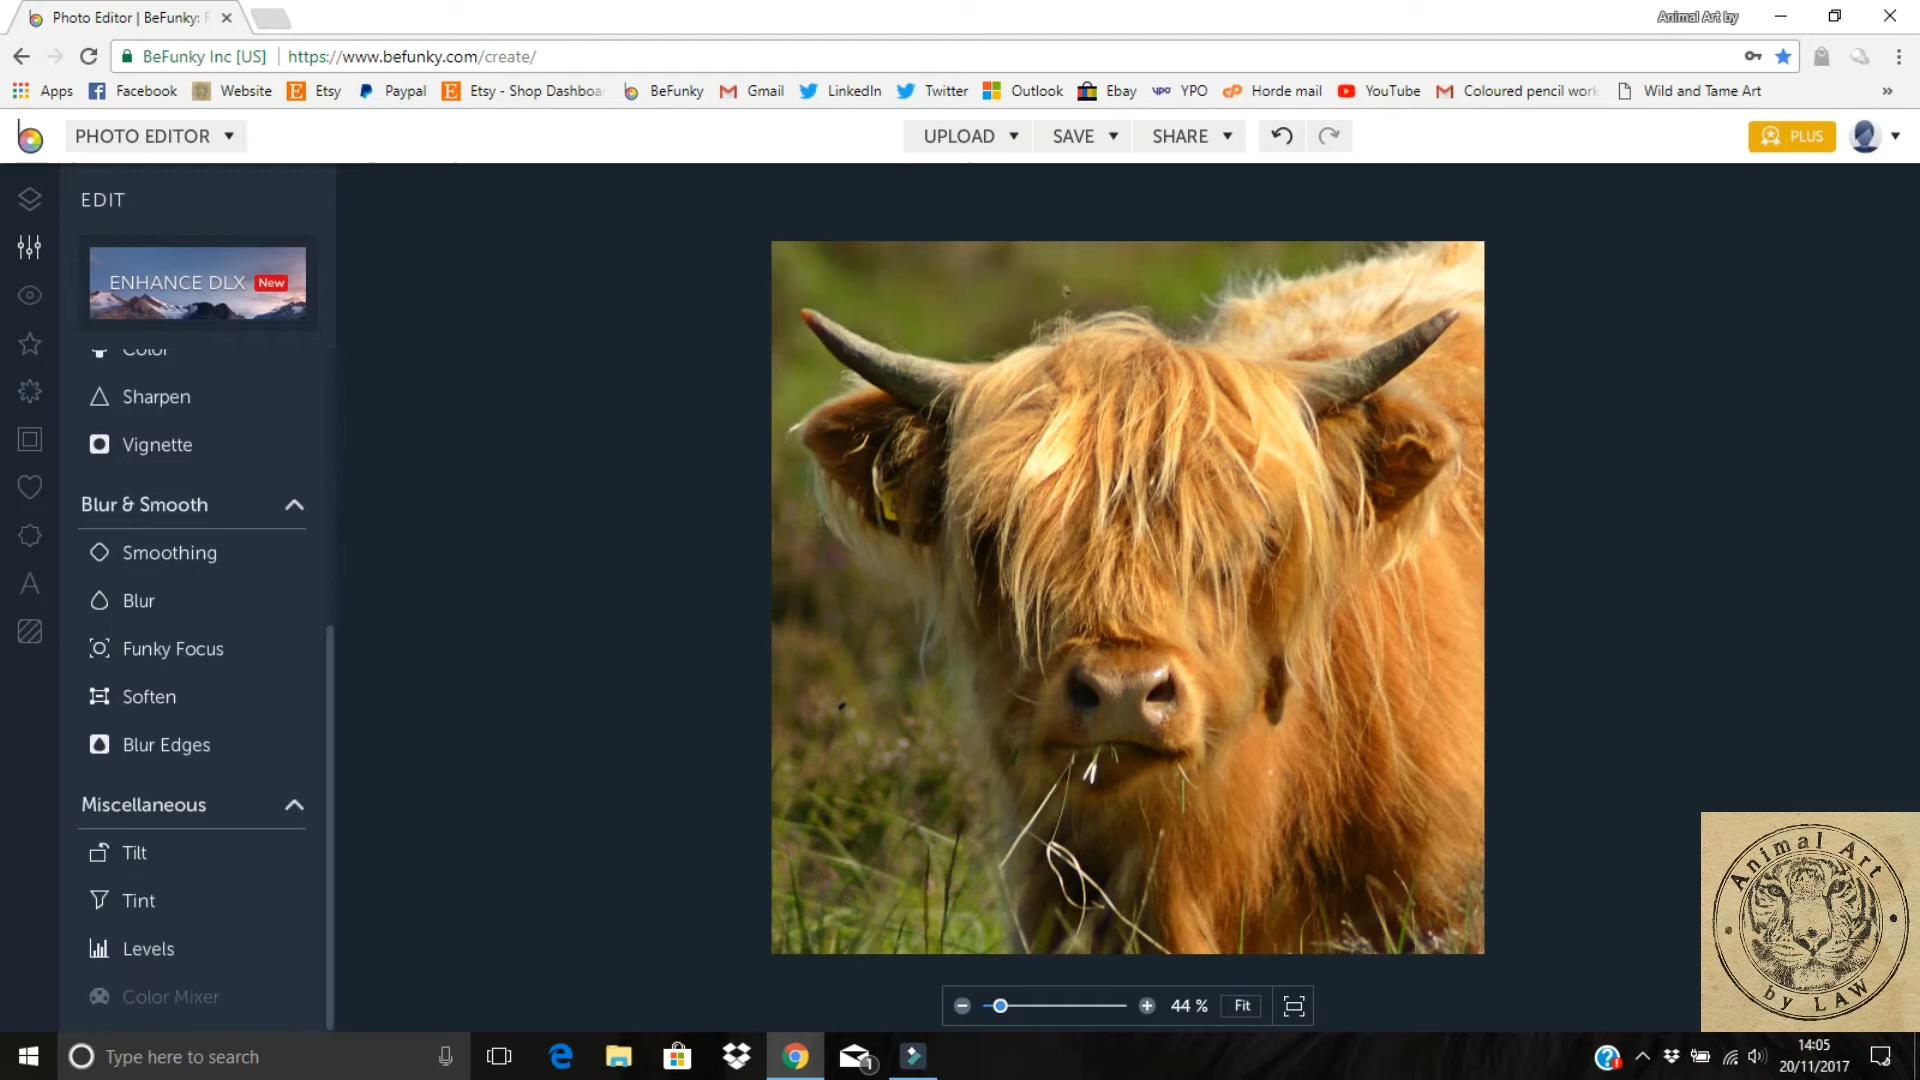 Photo Editor | BeFunky: F
Animal Art by
BeFunky Inc [US] https://www.befunky.com/create/
Apps Facebook Website Etsy Paypal Etsy - Shop Dashboa BeFunky Gmail LinkedIn Twitter Outlook Ebay YPO Horde mail YouTube Coloured pencil work Wild and Tame Art »
PHOTO EDITOR UPLOAD SAVE SHARE PLUS
EDIT
ENHANCE DLX New
Color
Sharpen
Vignette
Blur & Smooth
Smoothing
Blur
Funky Focus
Soften
Blur Edges
Miscellaneous
Tilt
Tint
Levels
Color Mixer
44 % Fit
Animal Art
by LAW
Type here to search
1
14:05
20/11/2017